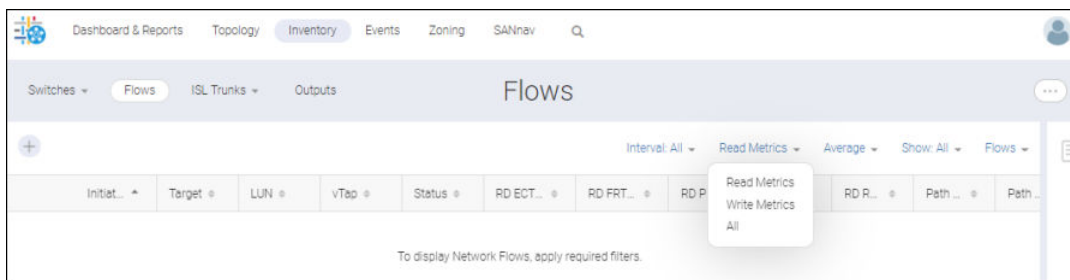 Dashboard & Reports Topology Inventory Events Zoning SANnav
Switches Flows ISL Trunks Outputs Flows
Interval: All Read Metrics Average Show: All Flows
Initiat... Target LUN vTap Status RD ECT... RD FRT... RD P RD R... Path ... Path ..
Read Metrics
Write Metrics
All
To display Network Flows, apply required filters.